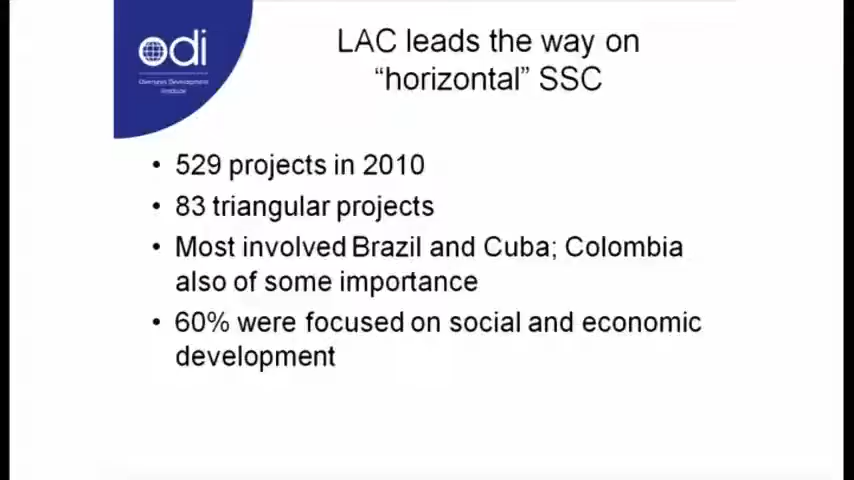 odi
Overseas Development
Institute
LAC leads the way on
“horizontal” SSC
• 529 projects in 2010
• 83 triangular projects
• Most involved Brazil and Cuba; Colombia
also of some importance
• 60% were focused on social and economic
development